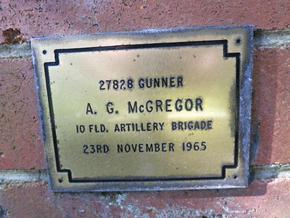 27828 GUNNER
A. G. McGREGOR
10 FLD. ARTILLERY BRIGADE
23RD NOVEMBER 1965